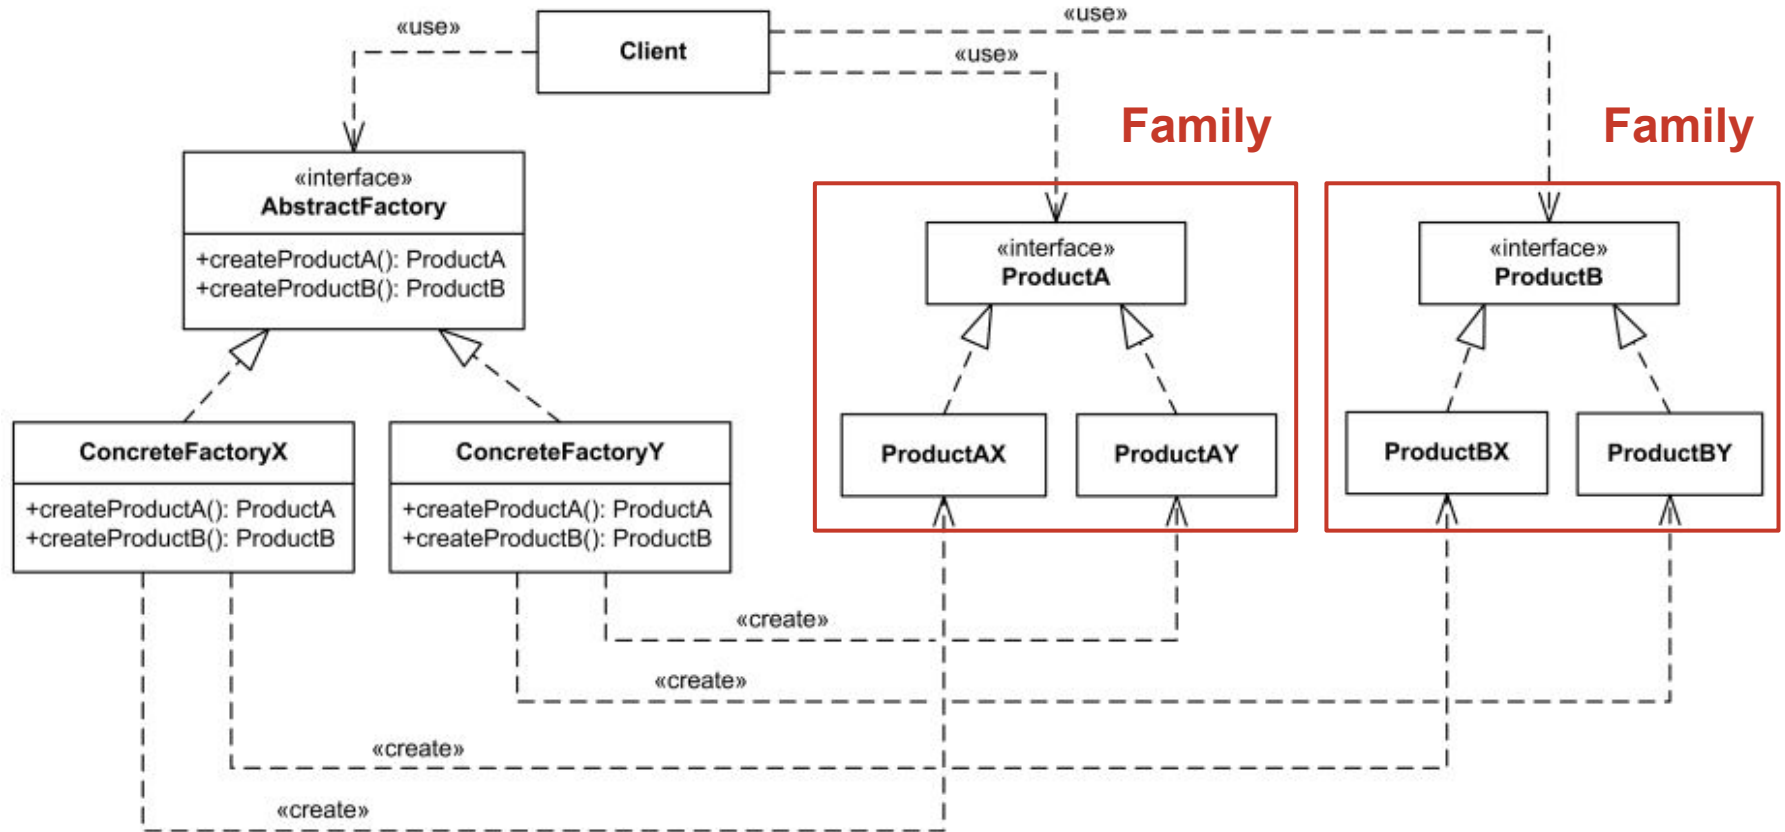 «use»
Client
«use»
«use»
Family
Family
«interface»
AbstractFactory
+createProductA(): ProductA
+createProductB(): ProductB
«interface»
ProductA
«interface»
ProductB
ConcreteFactoryX
+createProductA(): ProductA
+createProductB(): ProductB
ConcreteFactoryY
+createProductA(): ProductA
+createProductB(): ProductB
ProductAX
ProductAY
ProductBX
ProductBY
«create»
«create»
«create»
«create»